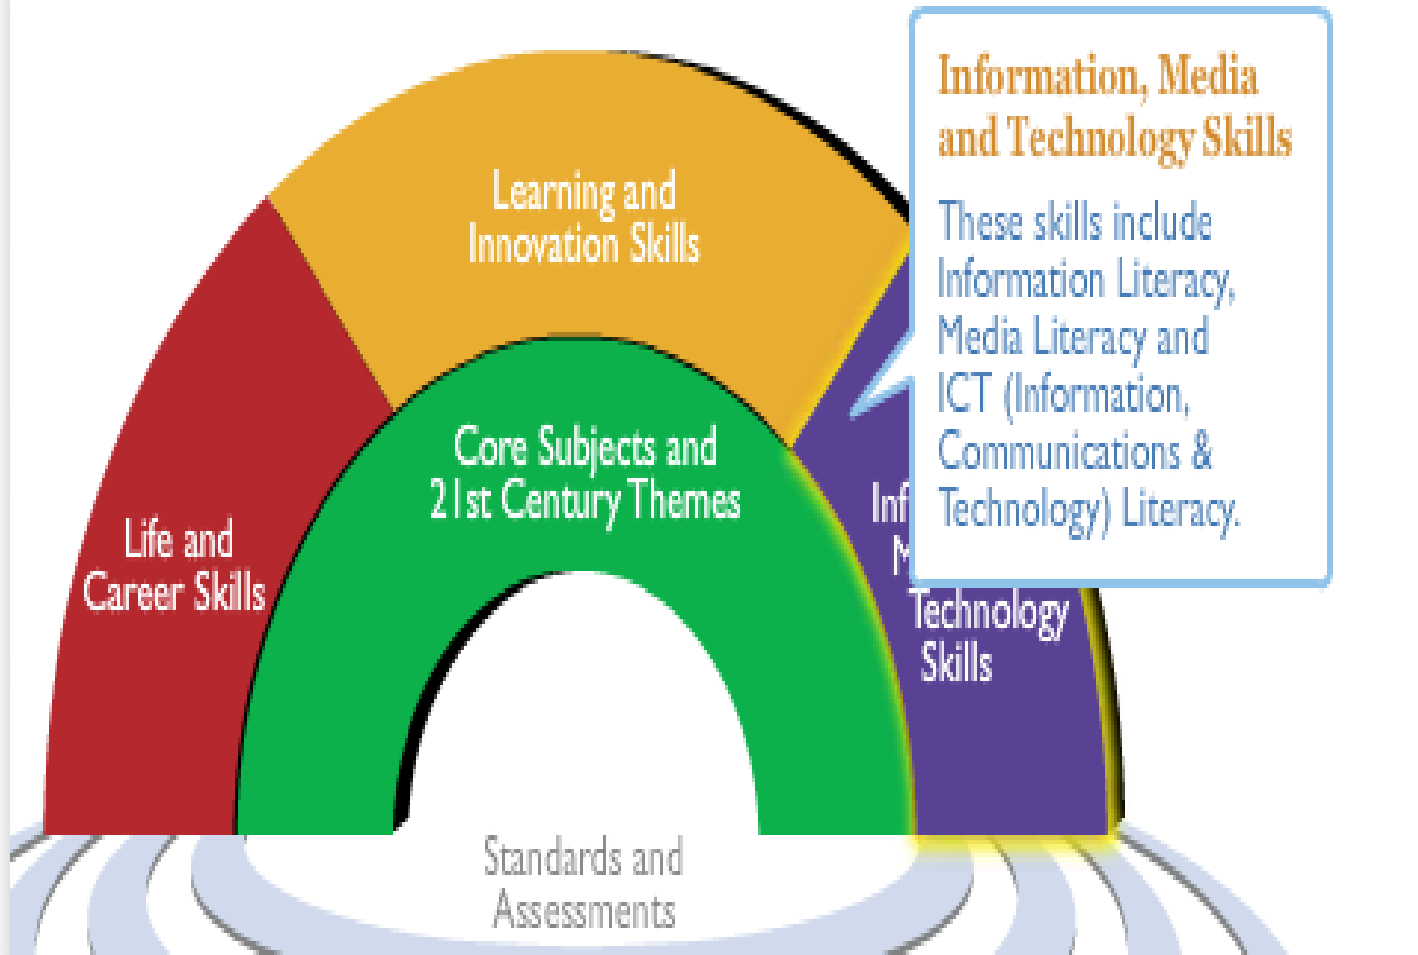 Information, Media
and Technology Skills
These skills include
Information Literacy,
Media Literacy and
ICT (Information,
Communications &
Technology) Literacy.
Learning and
Innovation Skills
Core Subjects and
21st Century Themes
Life and
Career Skills
Technology
Skills
Standards and
Assessments